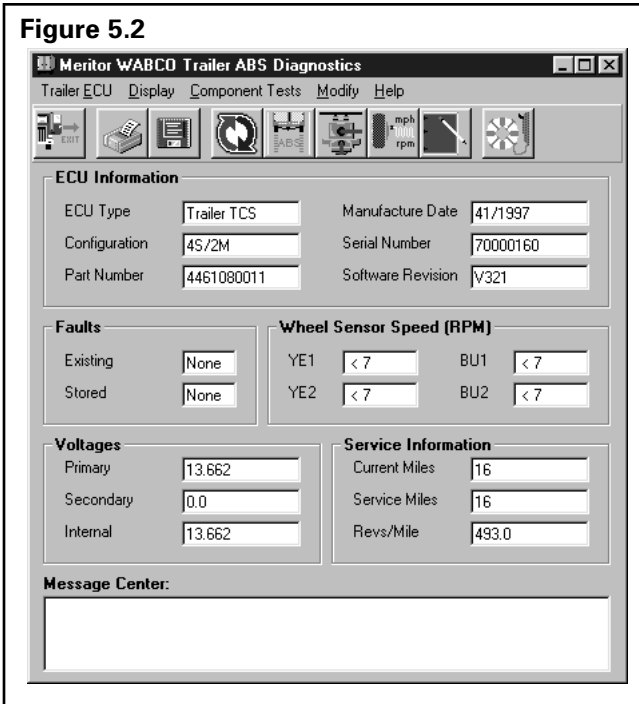 Figure 5.2
Meritor WABCO Trailer ABS Diagnostics
Trailer ECU Display Component Tests Modify Help
EXIT ABS mph rpm
ECU Information
ECU Type Trailer TCS Manufacture Date 41/1997
Configuration 4S/2M Serial Number 70000160
Part Number 4461080011 Software Revision V321
Faults Wheel Sensor Speed (RPM)
Existing None YE1 < 7 BU1 < 7
Stored None YE2 < 7 BU2 < 7
Voltages Service Information
Primary 13.662 Current Miles 16
Secondary 0.0 Service Miles 16
Internal 13.662 Revs/Mile 493.0
Message Center: